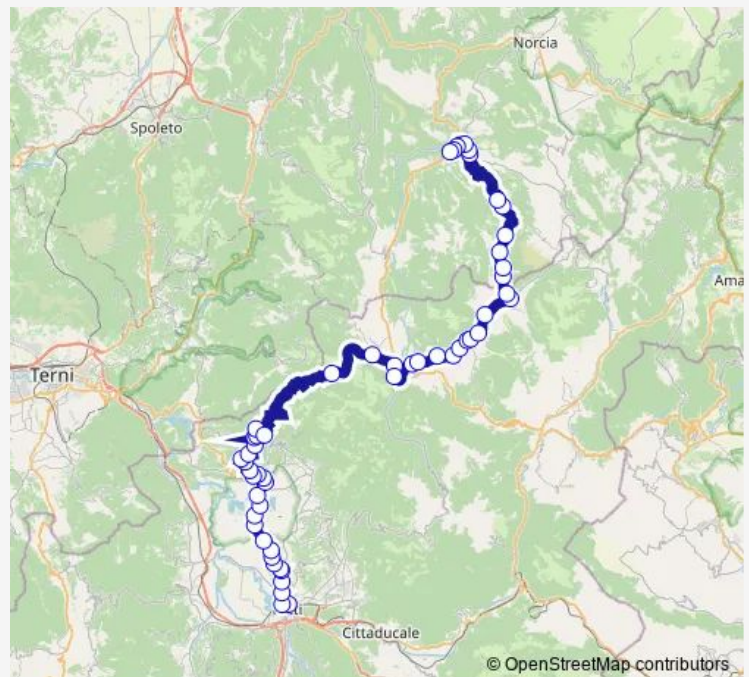 Norcia
Spoleto
Ama
Terni
Cittaducale
© OpenStreetMap contributors